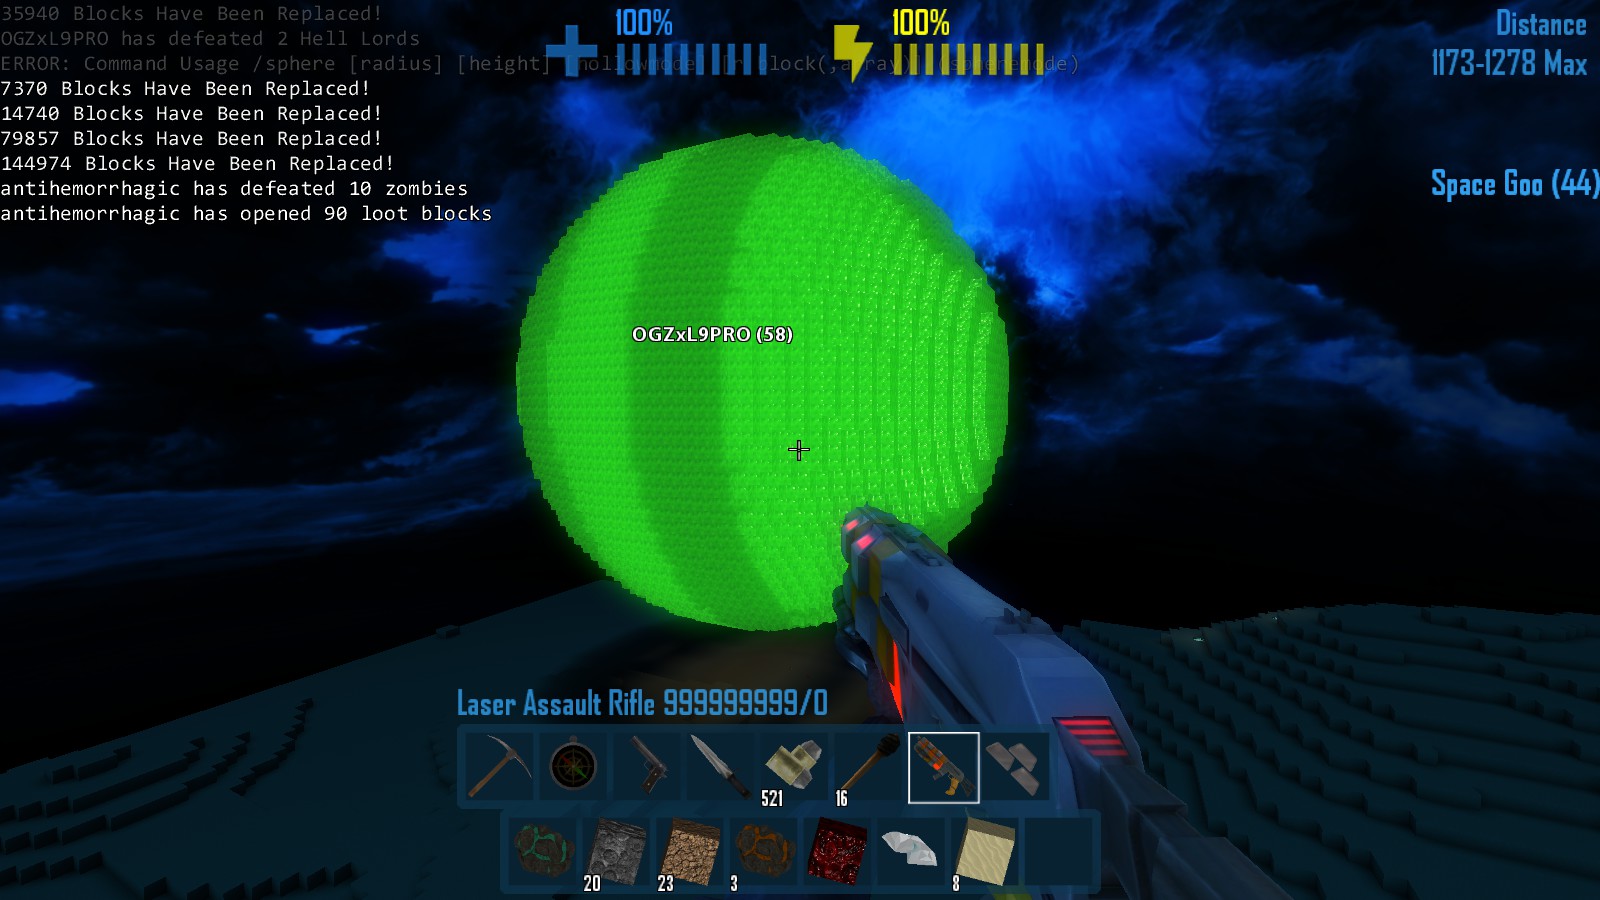 35940 Blocks Have Been Replaced!
OGZxL9PRO has defeated 2 Hell Lords
ERROR: Command Usage /sphere [radius] [height]
7370 Blocks Have Been Replaced!
14740 Blocks Have Been Replaced!
79857 Blocks Have Been Replaced!
144974 Blocks Have Been Replaced!
antihemorrhagic has defeated 10 zombies
antihemorrhagic has opened 90 loot blocks
100%
100%
Distance
1173-1278 Max
Space Goo (44)
OGZxL9PRO (58)
Laser Assault Rifle 999999999/0
521
16
20
23
3
8